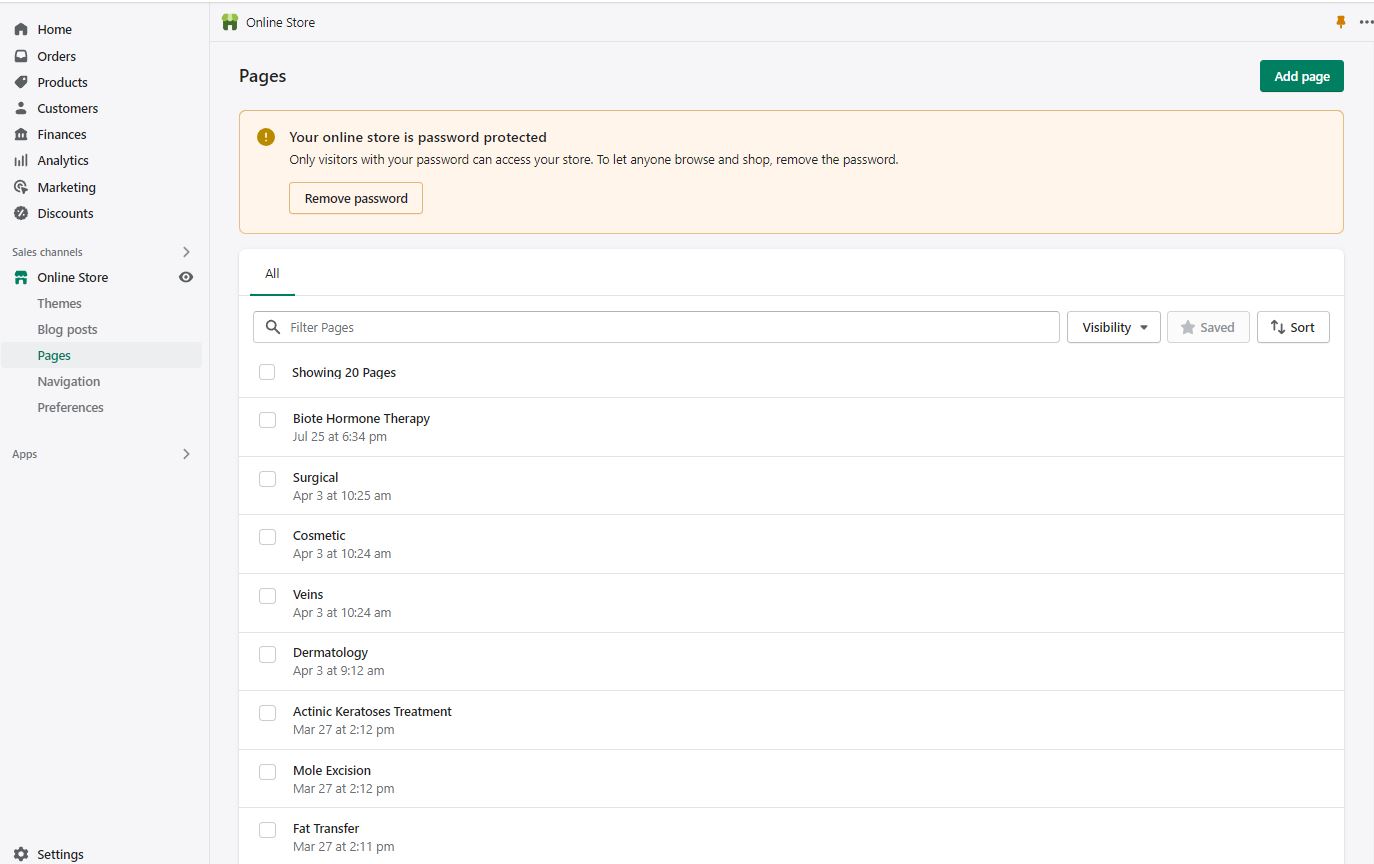 Home
Orders
Products
Customers
Finances
Analytics
Marketing
Discounts
Sales channels
Online Store
Themes
Blog posts
Pages
Navigation
Preferences
Apps
Settings
Online Store
Pages
Add page
Your online store is password protected
Only visitors with your password can access your store. To let anyone browse and shop, remove the password.
Remove password
All
Filter Pages
Visibility
Saved
Sort
Showing 20 Pages
Biote Hormone Therapy
Jul 25 at 6:34 pm
Surgical
Apr 3 at 10:25 am
Cosmetic
Apr 3 at 10:24 am
Veins
Apr 3 at 10:24 am
Dermatology
Apr 3 at 9:12 am
Actinic Keratoses Treatment
Mar 27 at 2:12 pm
Mole Excision
Mar 27 at 2:12 pm
Fat Transfer
Mar 27 at 2:11 pm